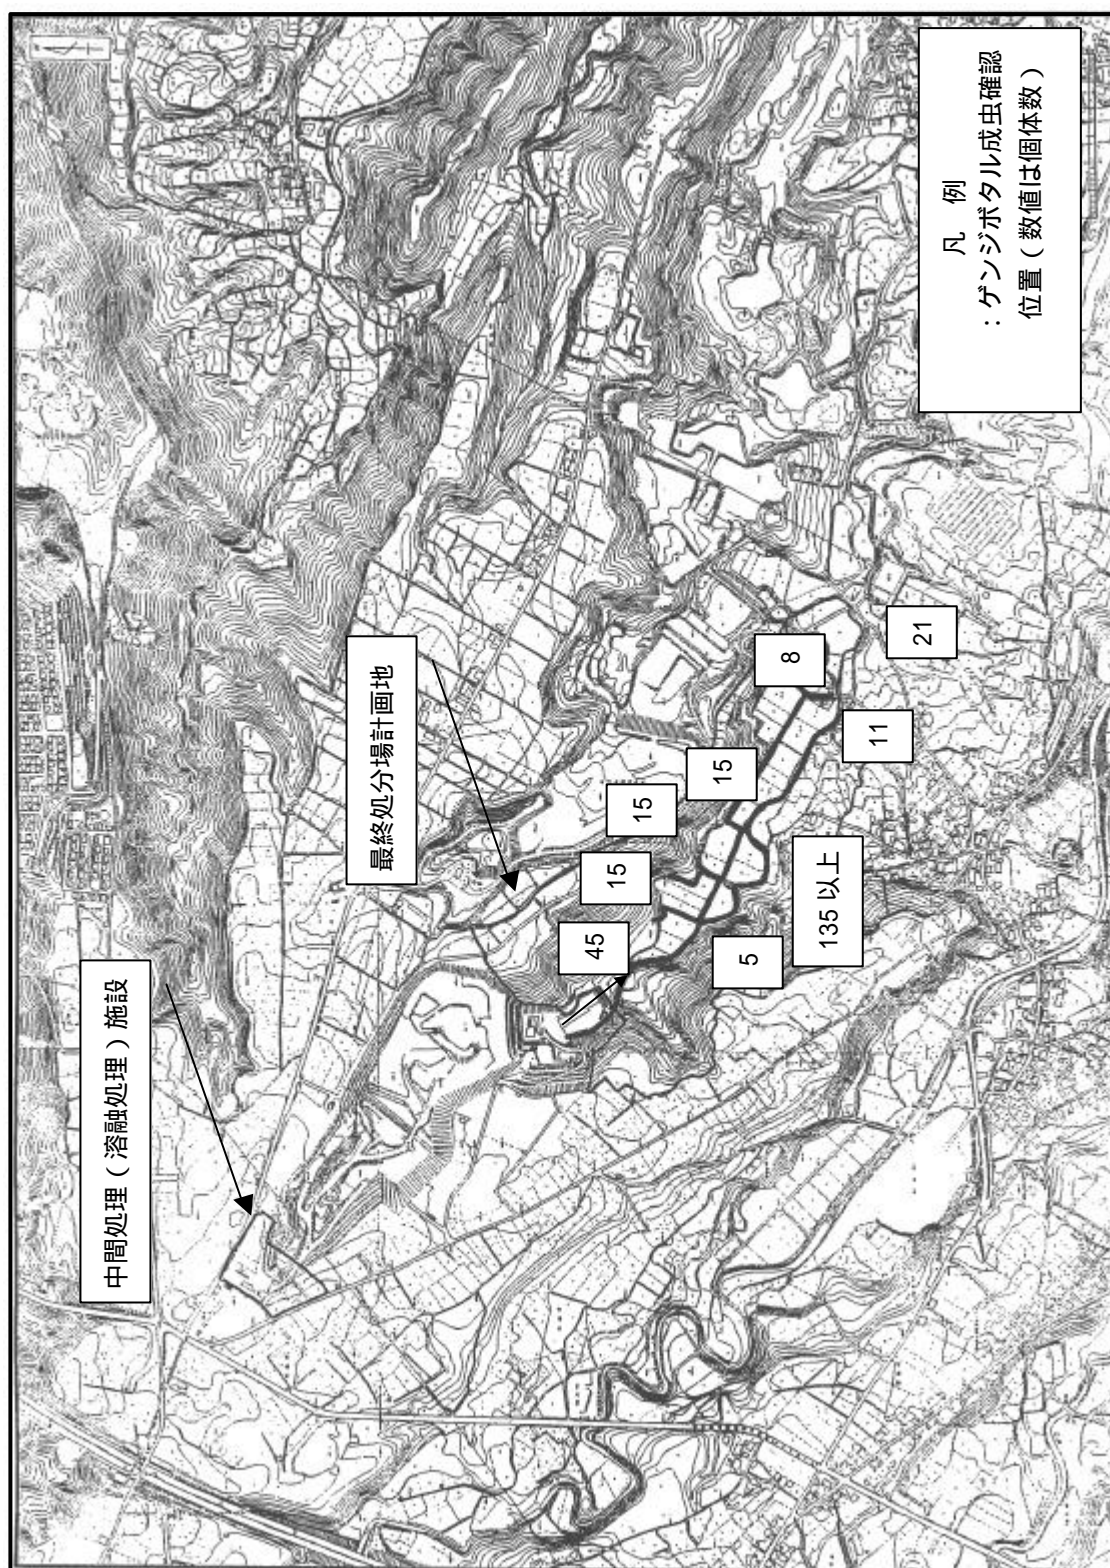 中間処理（溶融処理）施設
最終処分場計画地
45
15
15
15
5
8
135 以上
11
21
凡 例
：ゲンジボタル成虫確認
位置（数値は個体数）